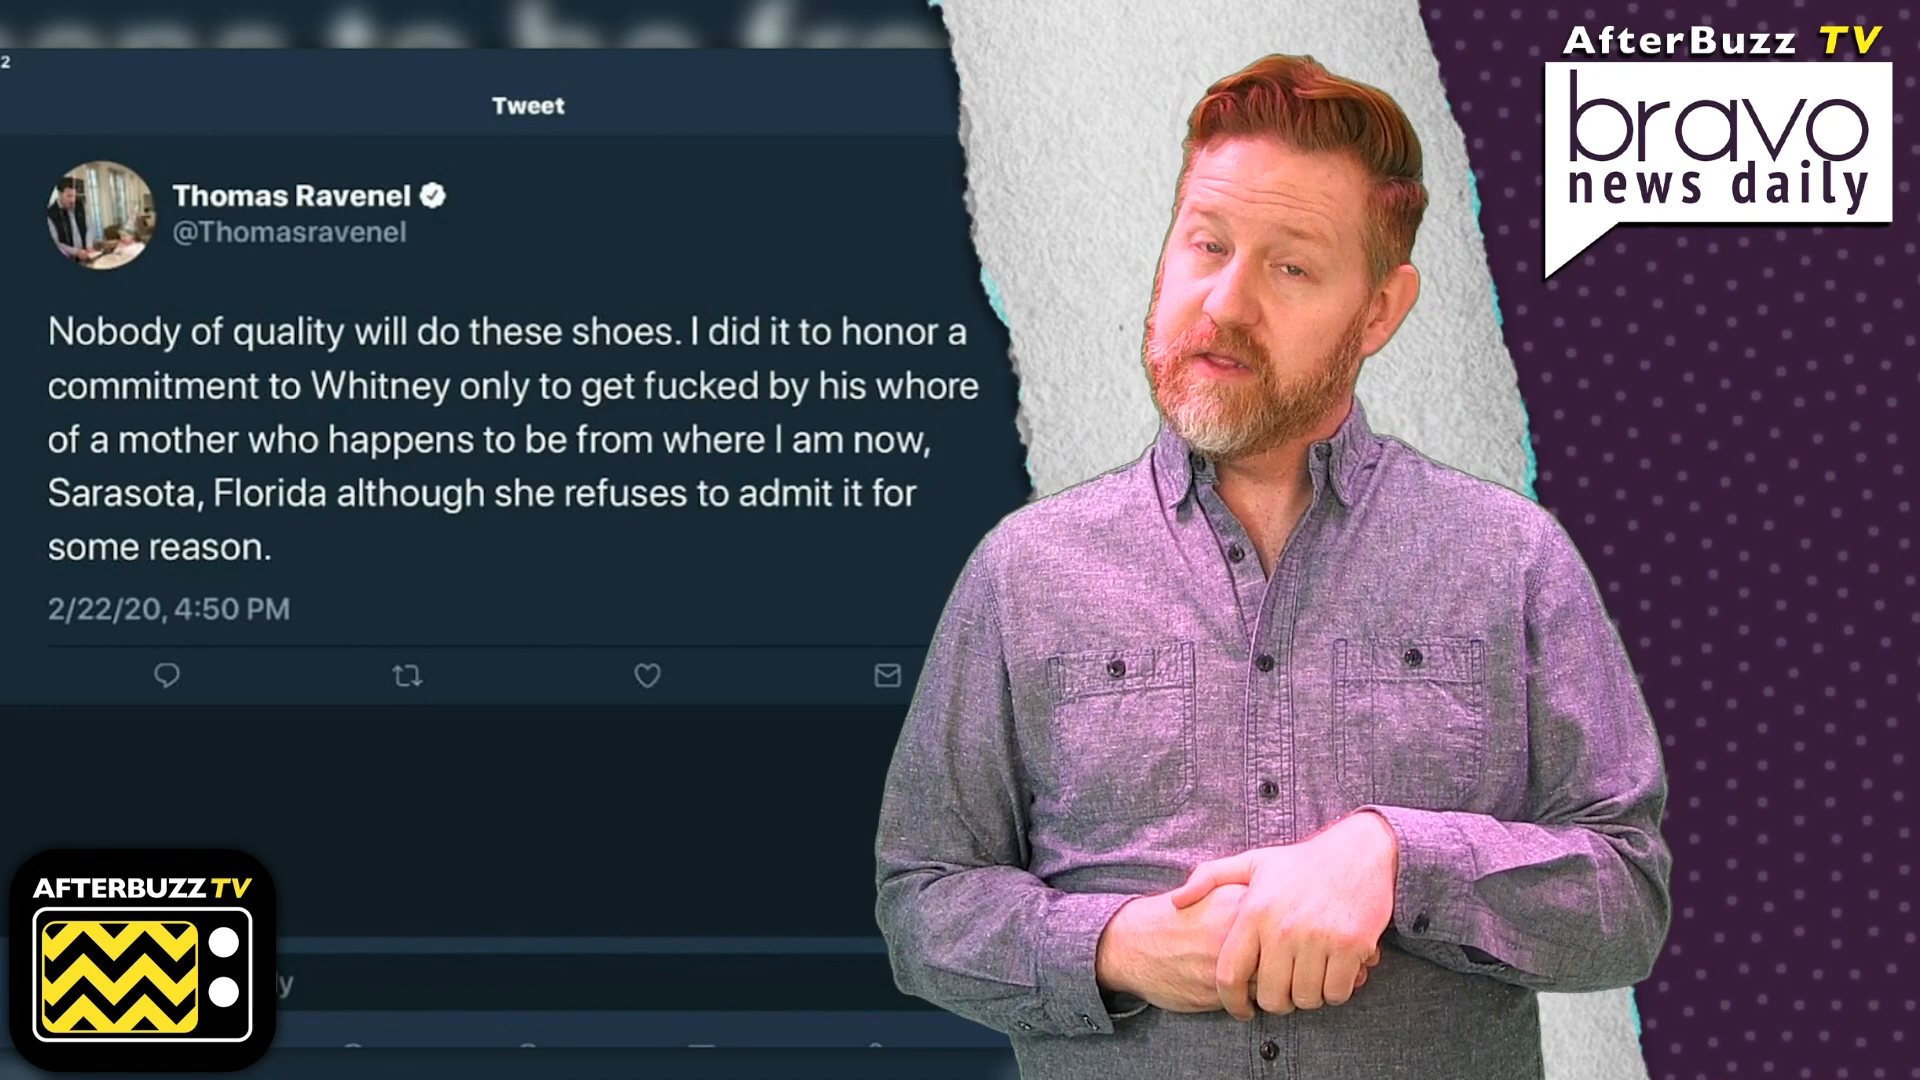 2
Tweet
Thomas Ravenel
@Thomasravenel
Nobody of quality will do these shoes. I did it to honor a
commitment to Whitney only to get fucked by his whore
of a mother who happens to be from where I am now,
Sarasota, Florida although she refuses to admit it for
some reason.
2/22/20, 4:50 PM
AfterBuzz TV
bravo
news daily
AFTERBUZZ TV